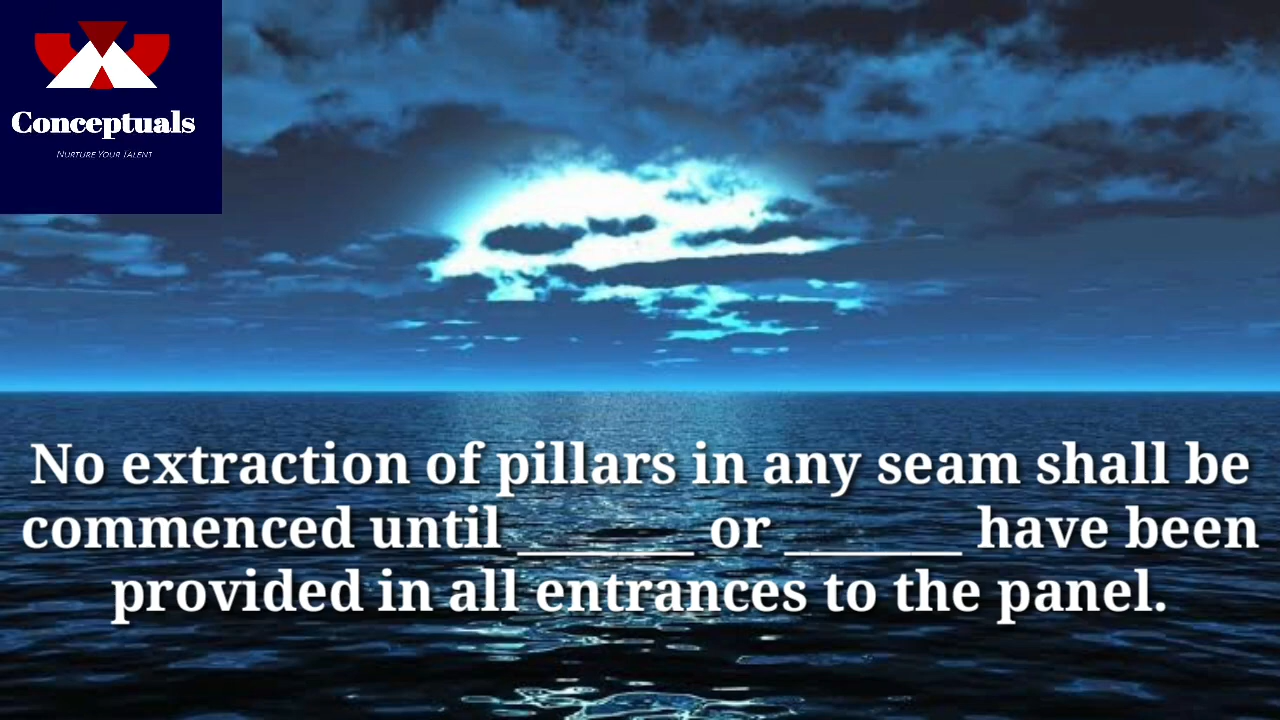 Conceptuals
Nurture Your Talent
No extraction of pillars in any seam shall be
commenced until _______ or _______ have been
provided in all entrances to the panel.